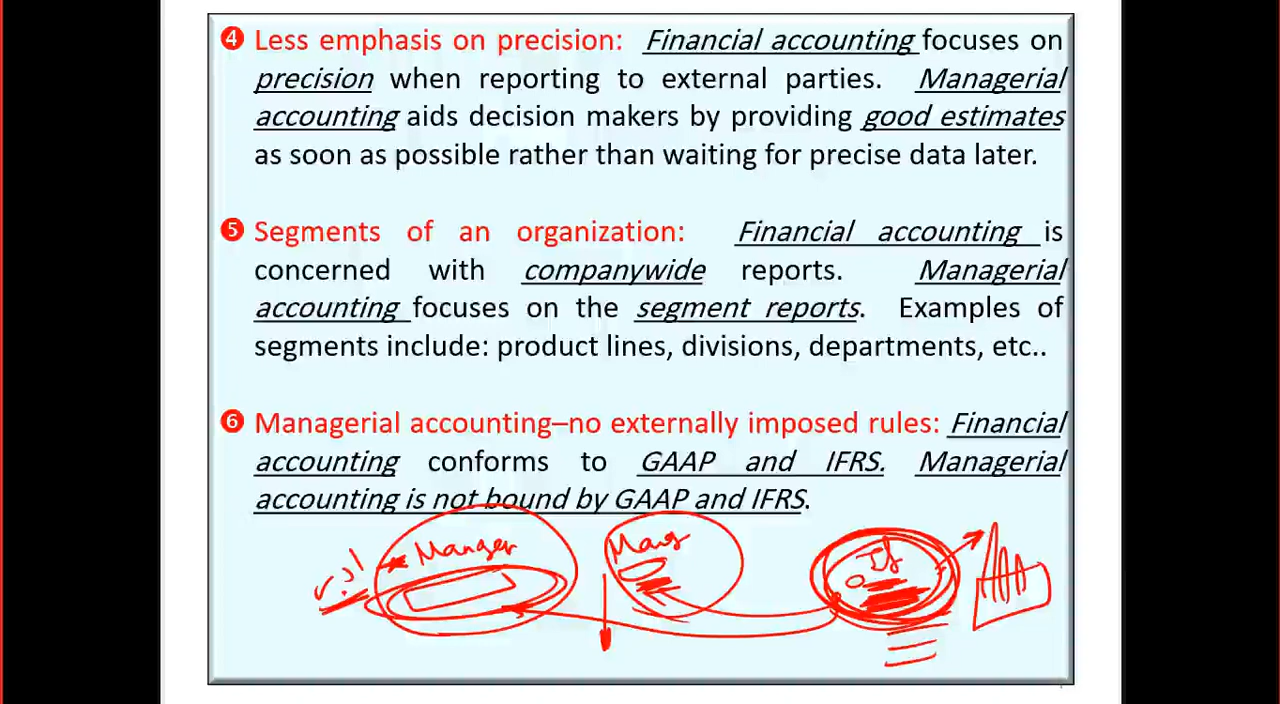 ❹ Less emphasis on precision: Financial accounting focuses on
precision when reporting to external parties. Managerial
accounting aids decision makers by providing good estimates
as soon as possible rather than waiting for precise data later.
❺ Segments of an organization: Financial accounting is
concerned with companywide reports. Managerial
accounting focuses on the segment reports. Examples of
segments include: product lines, divisions, departments, etc..
❻ Managerial accounting–no externally imposed rules: Financial
accounting conforms to GAAP and IFRS. Managerial
accounting is not bound by GAAP and IFRS.
Manger